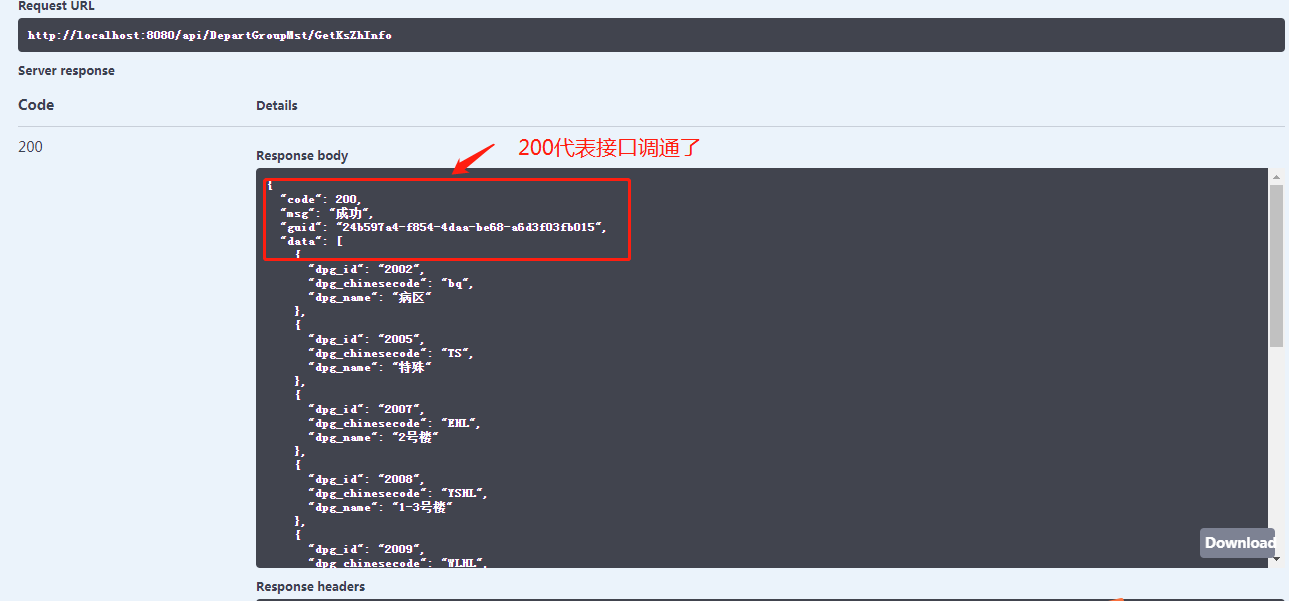 Request URL
http://localhost:8080/api/DepartGroupMst/GetKsZhInfo
Server response
Code
Details
200
200代表接口调通了
Response body
{
"code": 200,
"msg": "成功",
"guid": "24b597a4-f854-4daa-be68-a6d3f03fb015",
"data": [
{
"dpg_id": "2002",
"dpg_chinesecode": "bq",
"dpg_name": "病区"
},
{
"dpg_id": "2005",
"dpg_chinesecode": "TS",
"dpg_name": "特殊"
},
{
"dpg_id": "2007",
"dpg_chinesecode": "EHL",
"dpg_name": "2号楼"
},
{
"dpg_id": "2008",
"dpg_chinesecode": "YSHL",
"dpg_name": "1-3号楼"
},
{
"dpg_id": "2009",
"dpg_chinesecode": "WLHL",
Download
Response headers